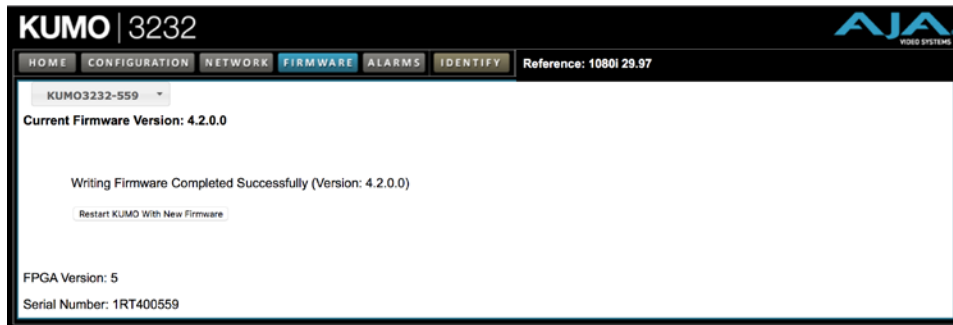 KUMO | 3232
AJA
VIDEO SYSTEMS
HOME CONFIGURATION NETWORK FIRMWARE ALARMS IDENTIFY Reference: 1080i 29.97
KUMO3232-559
Current Firmware Version: 4.2.0.0
Writing Firmware Completed Successfully (Version: 4.2.0.0)
Restart KUMO With New Firmware
FPGA Version: 5
Serial Number: 1RT400559